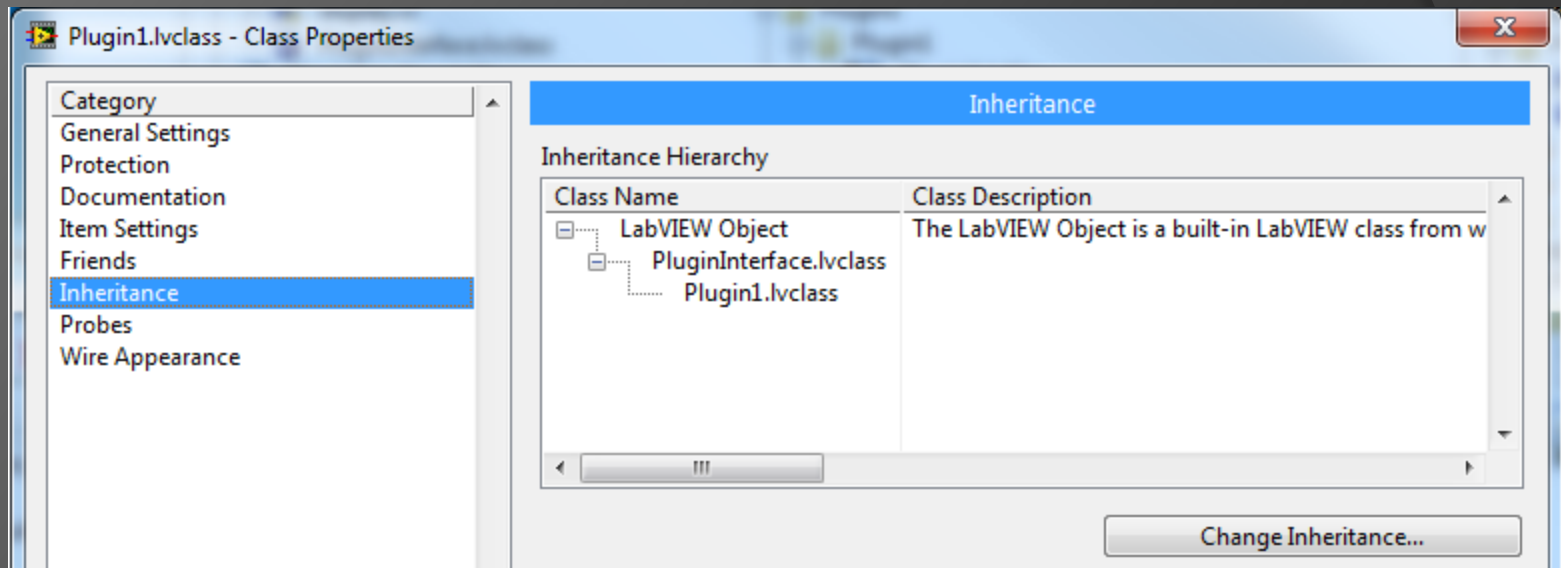 Plugin1.lvclass - Class Properties
Category
General Settings
Protection
Documentation
Item Settings
Friends
Inheritance
Probes
Wire Appearance
Inheritance
Inheritance Hierarchy
Class Name Class Description
LabVIEW Object The LabVIEW Object is a built-in LabVIEW class from w
PluginInterface.lvclass
Plugin1.lvclass
Change Inheritance...